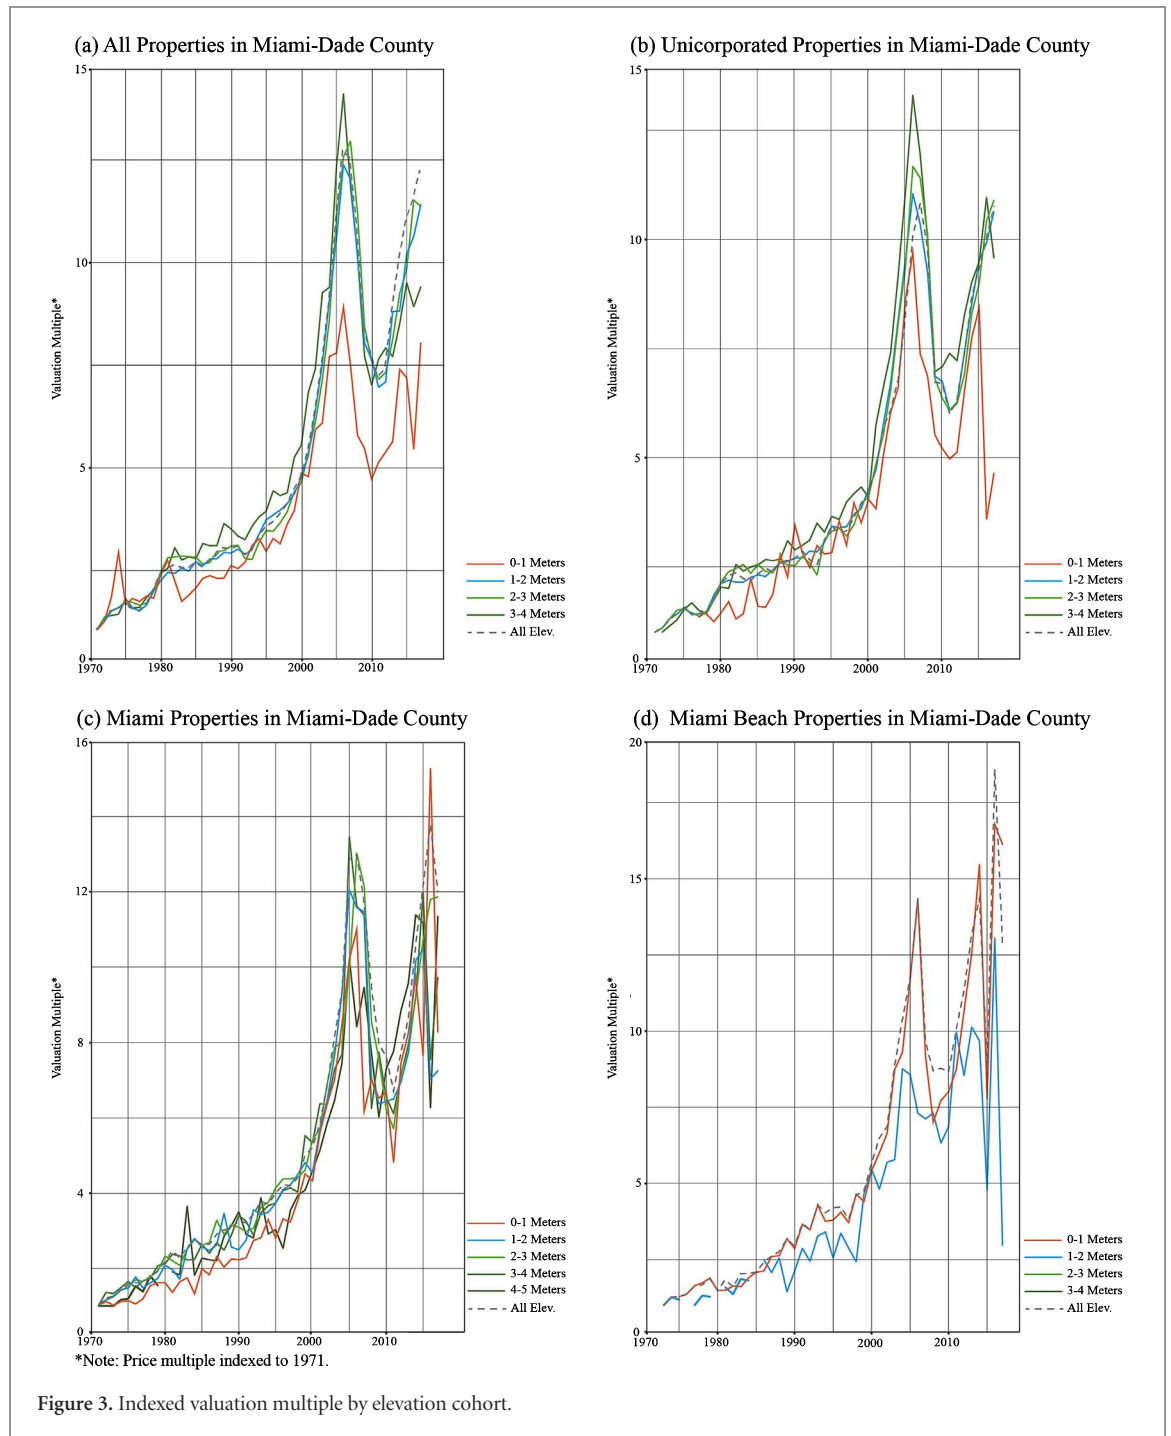 (a) All Properties in Miami-Dade County
15
10
5
0
1970
1980
1990
2000
2010
Valuation Multiple*
0-1 Meters
1-2 Meters
2-3 Meters
3-4 Meters
All Elev.
(b) Unicorporated Properties in Miami-Dade County
15
10
5
0
1970
1980
1990
2000
2010
Valuation Multiple*
0-1 Meters
1-2 Meters
2-3 Meters
3-4 Meters
All Elev.
(c) Miami Properties in Miami-Dade County
16
12
8
4
0
1970
1980
1990
2000
2010
Valuation Multiple*
0-1 Meters
1-2 Meters
2-3 Meters
3-4 Meters
4-5 Meters
All Elev.
(d) Miami Beach Properties in Miami-Dade County
20
15
10
5
0
1970
1980
1990
2000
2010
Valuation Multiple*
0-1 Meters
1-2 Meters
2-3 Meters
3-4 Meters
All Elev.
*Note: Price multiple indexed to 1971.
Figure 3. Indexed valuation multiple by elevation cohort.